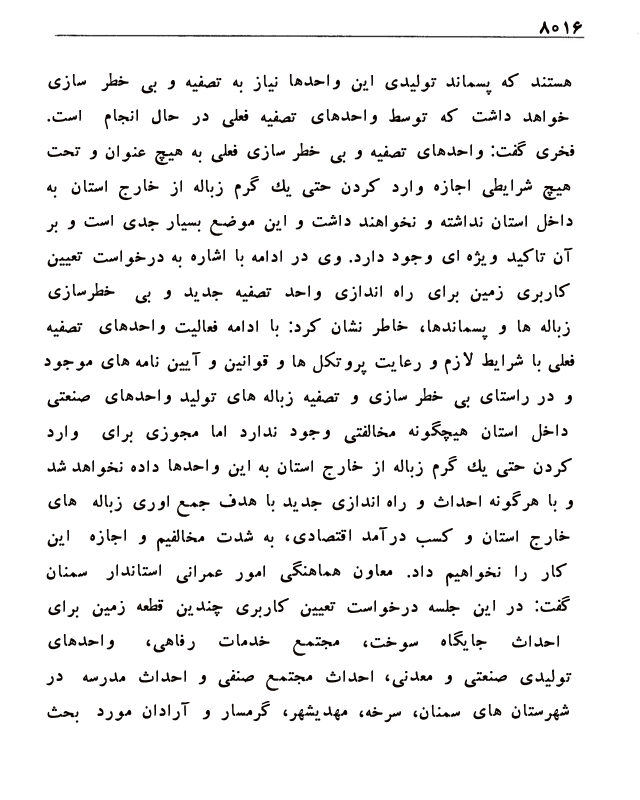 ۸۰۱۶
هستند که پسماند تولیدی این واحدها نیاز به تصفیه و بی خطر سازی
خواهد داشت که توسط واحدهای تصفیه فعلی در حال انجام است.
فخری گفت: واحدهای تصفیه و بی خطر سازی فعلی به هیچ عنوان و تحت
هیچ شرایطی اجازه وارد کردن حتی یك گرم زباله از خارج استان به
داخل استان نداشته و نخواهند داشت و این موضع بسیار جدی است و بر
آن تاکید ویژه ای وجود دارد. وی در ادامه با اشاره به درخواست تعیین
کاربری زمین برای راه اندازی واحد تصفیه جدید و بی خطرسازی
زباله ها و پسماندها، خاطر نشان کرد: با ادامه فعالیت واحدهای تصفیه
فعلی با شرایط لازم و رعایت پروتکل ها و قوانین و آیین نامه های موجود
و در راستای بی خطر سازی و تصفیه زباله های تولید واحدهای صنعتی
داخل استان هیچگونه مخالفتی وجود ندارد اما مجوزی برای وارد
کردن حتی یك گرم زباله از خارج استان به این واحدها داده نخواهد شد
و با هرگونه احداث و راه اندازی جدید با هدف جمع اوری زباله های
خارج استان و کسب درآمد اقتصادی، به شدت مخالفیم و اجازه این
کار را نخواهیم داد. معاون هماهنگی امور عمرانی استاندار سمنان
گفت: در این جلسه درخواست تعیین کاربری چندین قطعه زمین برای
احداث جایگاه سوخت، مجتمع خدمات رفاهی، واحدهای
تولیدی صنعتی و معدنی، احداث مجتمع صنفی و احداث مدرسه در
شهرستان های سمنان، سرخه، مهدیشهر، گرمسار و آرادان مورد بحث